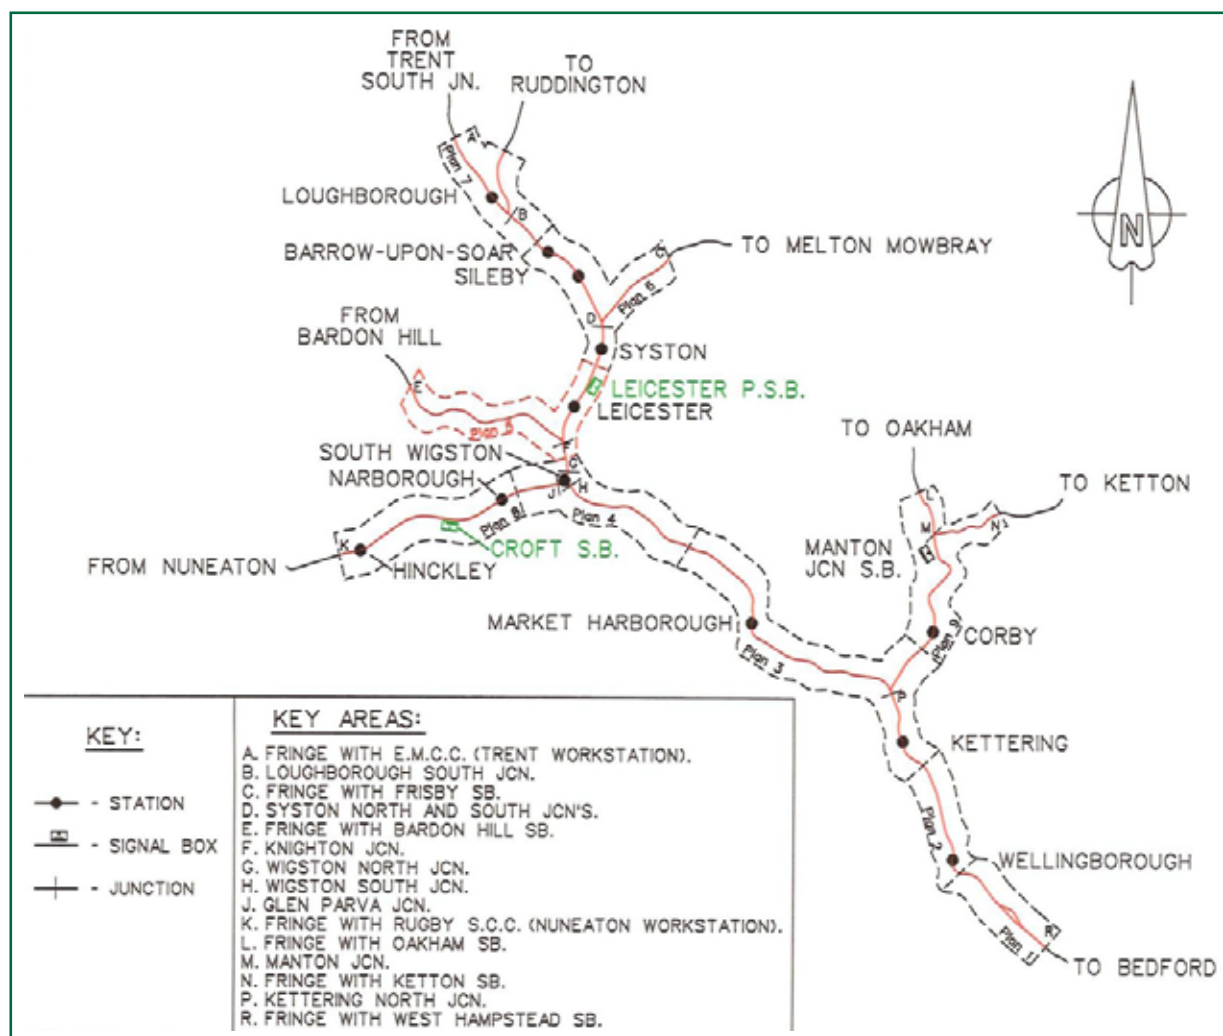 FROM
TRENT
SOUTH JN.
TO
RUDDINGTON
A
Plan 7
LOUGHBOROUGH
B
N
BARROW-UPON-SOAR
SILEBY
C
TO MELTON MOWBRAY
Plan 6
FROM
BARDON HILL
D
SYSTON
E
LEICESTER P.S.B.
LEICESTER
Plan 5
F
TO OAKHAM
SOUTH WIGSTON
G
NARBOROUGH
J
H
TO KETTON
L
Plan 8
Plan 4
M
N
CROFT S.B.
MANTON
JCN S.B.
K
FROM NUNEATON
HINCKLEY
MARKET HARBOROUGH
CORBY
Plan 9
Plan 3
P
KETTERING
Plan 2
WELLINGBOROUGH
R
Plan 1
TO BEDFORD
KEY:
- STATION
- SIGNAL BOX
- JUNCTION
KEY AREAS:
A. FRINGE WITH E.M.C.C. (TRENT WORKSTATION).
B. LOUGHBOROUGH SOUTH JCN.
C. FRINGE WITH FRISBY SB.
D. SYSTON NORTH AND SOUTH JCN'S.
E. FRINGE WITH BARDON HILL SB.
F. KNIGHTON JCN.
G. WIGSTON NORTH JCN.
H. WIGSTON SOUTH JCN.
J. GLEN PARVA JCN.
K. FRINGE WITH RUGBY S.C.C. (NUNEATON WORKSTATION).
L. FRINGE WITH OAKHAM SB.
M. MANTON JCN.
N. FRINGE WITH KETTON SB.
P. KETTERING NORTH JCN.
R. FRINGE WITH WEST HAMPSTEAD SB.